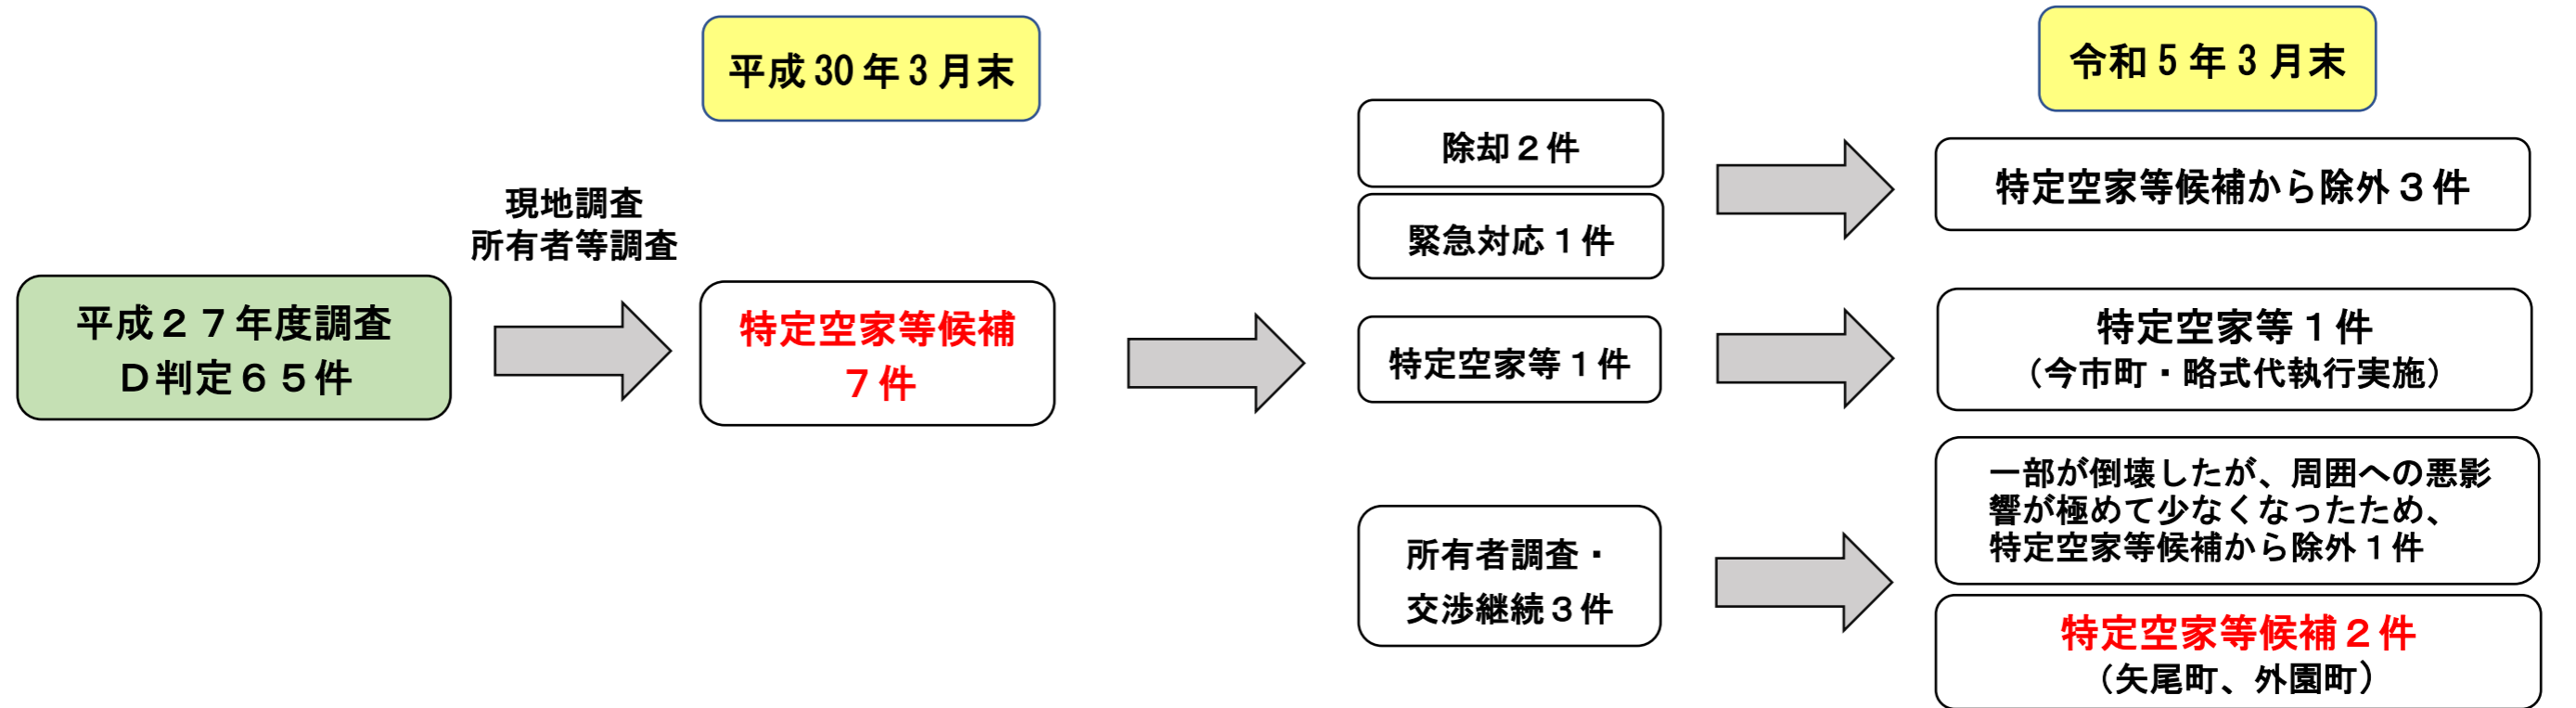 平成30年3月末
令和5年3月末
現地調査
所有者等調査
平成２７年度調査
Ｄ判定６５件
特定空家等候補
７件
除却２件
緊急対応１件
特定空家等１件
所有者調査・
交渉継続３件
特定空家等候補から除外３件
特定空家等１件
（今市町・略式代執行実施）
一部が倒壊したが、周囲への悪影
響が極めて少なくなったため、
特定空家等候補から除外１件
特定空家等候補２件
（矢尾町、外園町）